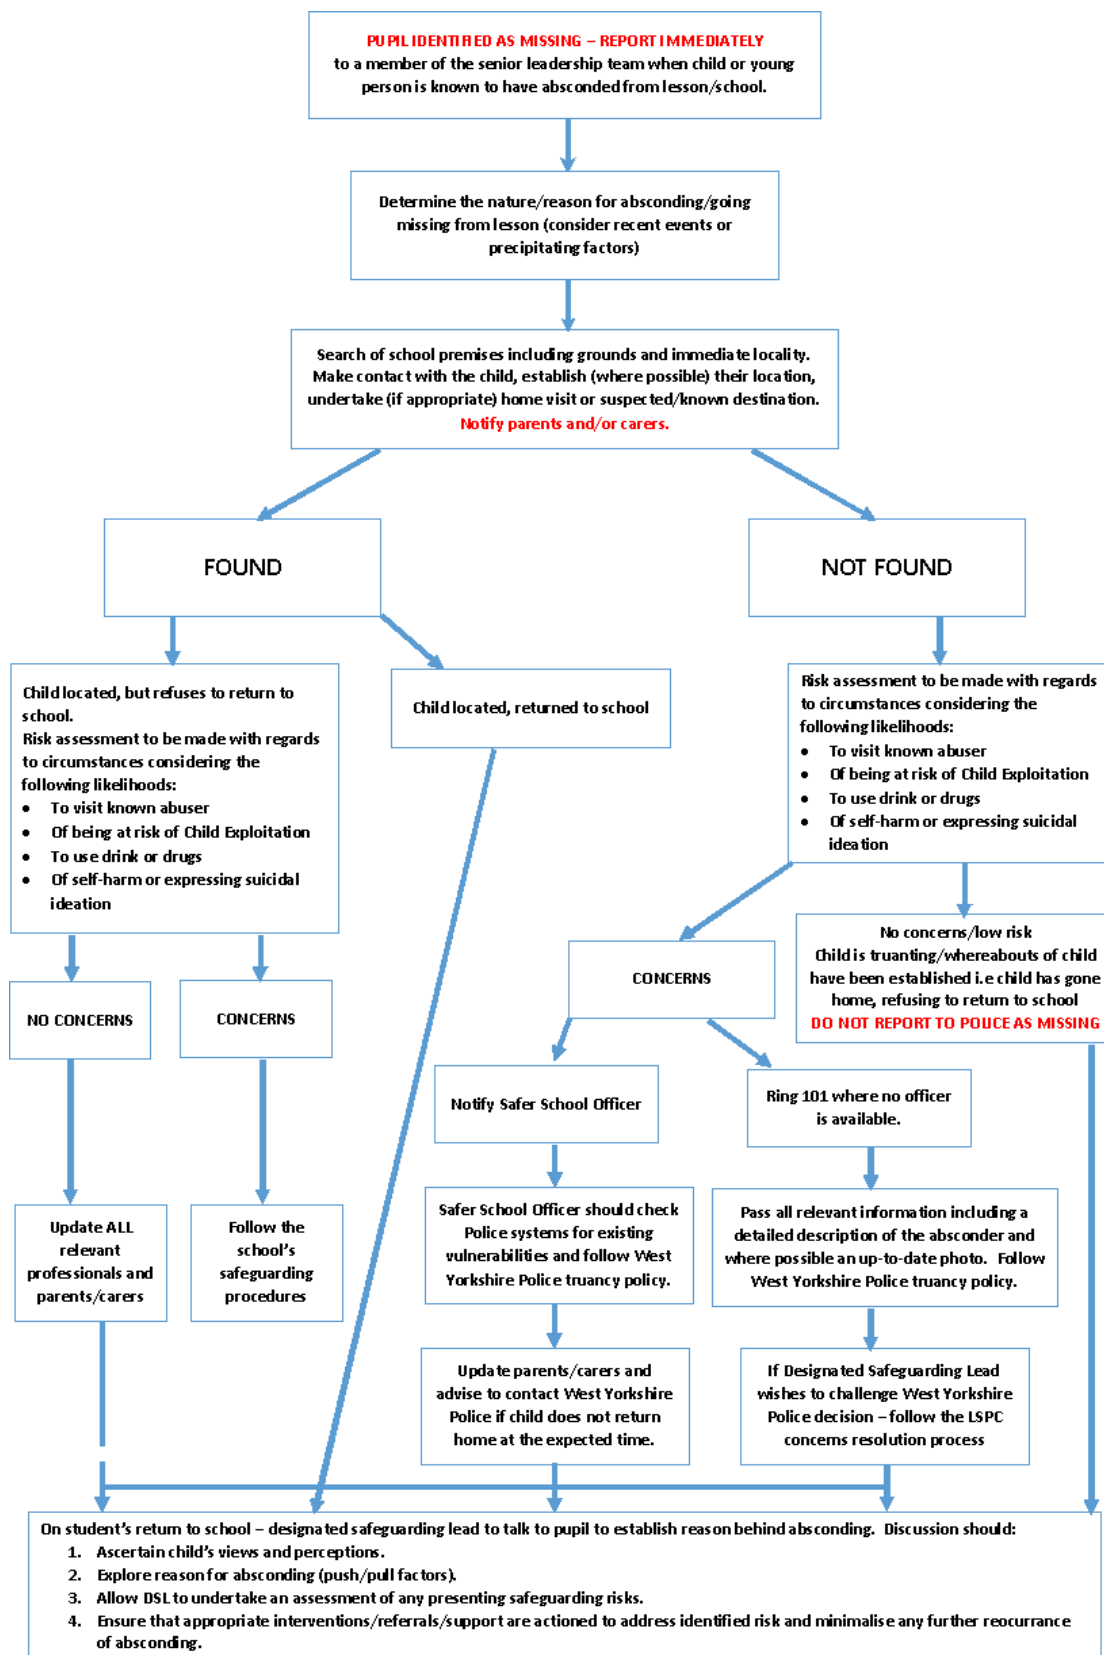 PUPIL IDENTIFIED AS MISSING – REPORT IMMEDIATELY
to a member of the senior leadership team when child or young
person is known to have absconded from lesson/school.
Determine the nature/reason for absconding/going
missing from lesson (consider recent events or
precipitating factors)
Search of school premises including grounds and immediate locality.
Make contact with the child, establish (where possible) their location,
undertake (if appropriate) home visit or suspected/known destination.
Notify parents and/or carers.
FOUND
NOT FOUND
Child located, but refuses to return to
school.
Risk assessment to be made with regards
to circumstances considering the
following likelihoods:
• To visit known abuser
• Of being at risk of Child Exploitation
• To use drink or drugs
• Of self-harm or expressing suicidal
ideation
Child located, returned to school
Risk assessment to be made with regards
to circumstances considering the
following likelihoods:
• To visit known abuser
• Of being at risk of Child Exploitation
• To use drink or drugs
• Of self-harm or expressing suicidal
ideation
NO CONCERNS
CONCERNS
CONCERNS
No concerns/low risk
Child is truanting/whereabouts of child
have been established i.e child has gone
home, refusing to return to school
DO NOT REPORT TO POLICE AS MISSING
Notify Safer School Officer
Ring 101 where no officer
is available.
Update ALL
relevant
professionals and
parents/carers
Follow the
school's
safeguarding
procedures
Safer School Officer should check
Police systems for existing
vulnerabilities and follow West
Yorkshire Police truancy policy.
Pass all relevant information including a
detailed description of the absconder and
where possible an up-to-date photo. Follow
West Yorkshire Police truancy policy.
Update parents/carers and
advise to contact West Yorkshire
Police if child does not return
home at the expected time.
If Designated Safeguarding Lead
wishes to challenge West Yorkshire
Police decision – follow the LSPC
concerns resolution process
On student's return to school – designated safeguarding lead to talk to pupil to establish reason behind absconding. Discussion should:
1. Ascertain child's views and perceptions.
2. Explore reason for absconding (push/pull factors).
3. Allow DSL to undertake an assessment of any presenting safeguarding risks.
4. Ensure that appropriate interventions/referrals/support are actioned to address identified risk and minimalise any further reocurrance
of absconding.